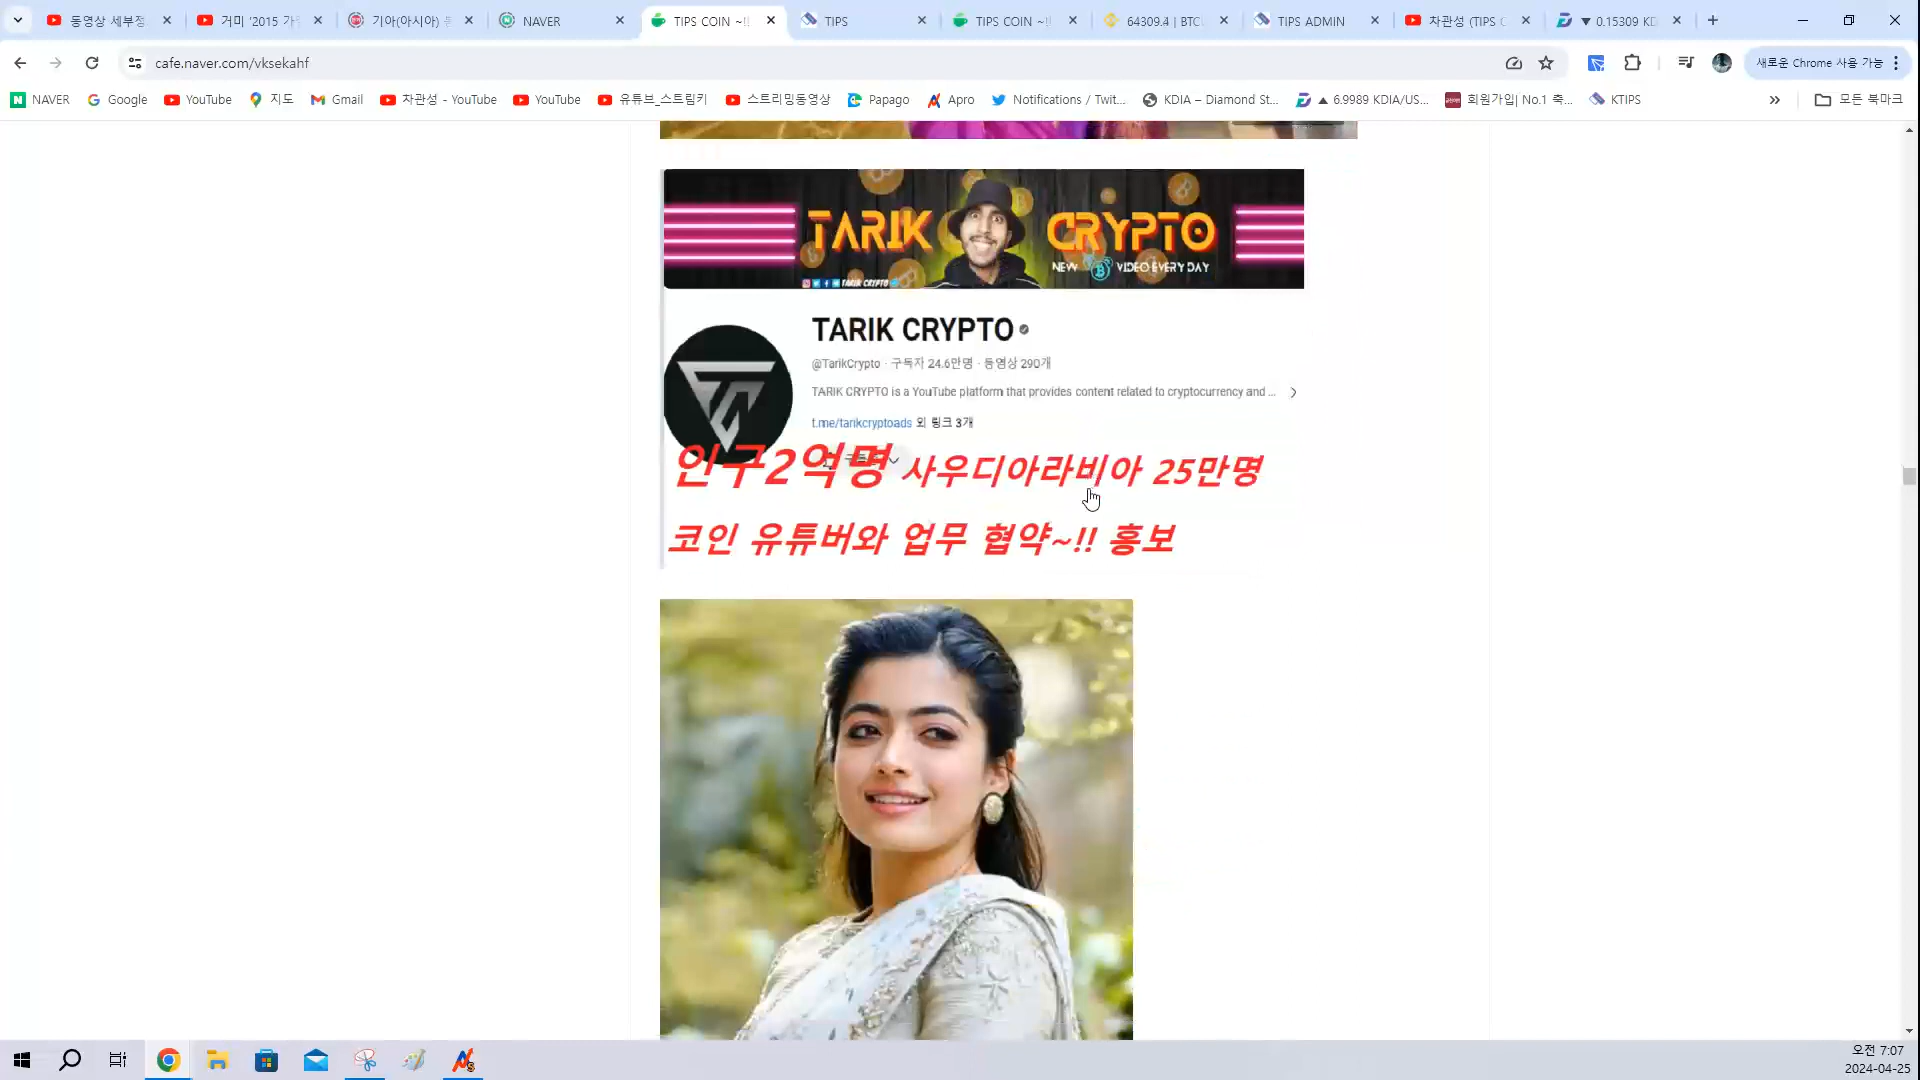 동영상 세부정
거미 '2015 가
기아(아시아)
NAVER
TIPS COIN ~!
TIPS
TIPS COIN ~!
64309.4 | BTC
TIPS ADMIN
차관성 (TIPS C
▼ 0.15309 KD
cafe.naver.com/vksekahf
새로운 Chrome 사용 가능
NAVER
Google
YouTube
지도
Gmail
차관성 - YouTube
YouTube
유튜브_스트림키
스트리밍동영상
Papago
Apro
Notifications / Twit...
KDIA – Diamond St...
▲ 6.9989 KDIA/US...
회원가입| No.1 축...
KTIPS
모든 북마크
TARIK CRYPTO
NEW VIDEO EVERY DAY
TARIK CRYPTO
TARIK CRYPTO
@TarikCrypto · 구독자 24.6만명 · 동영상 290개
TARIK CRYPTO is a YouTube platform that provides content related to cryptocurrency and ...
t.me/tarikcryptoads 외 링크 3개
인구2억명 사우디아라비아 25만명
코인 유튜버와 업무 협약~!! 홍보
오전 7:07
2024-04-25